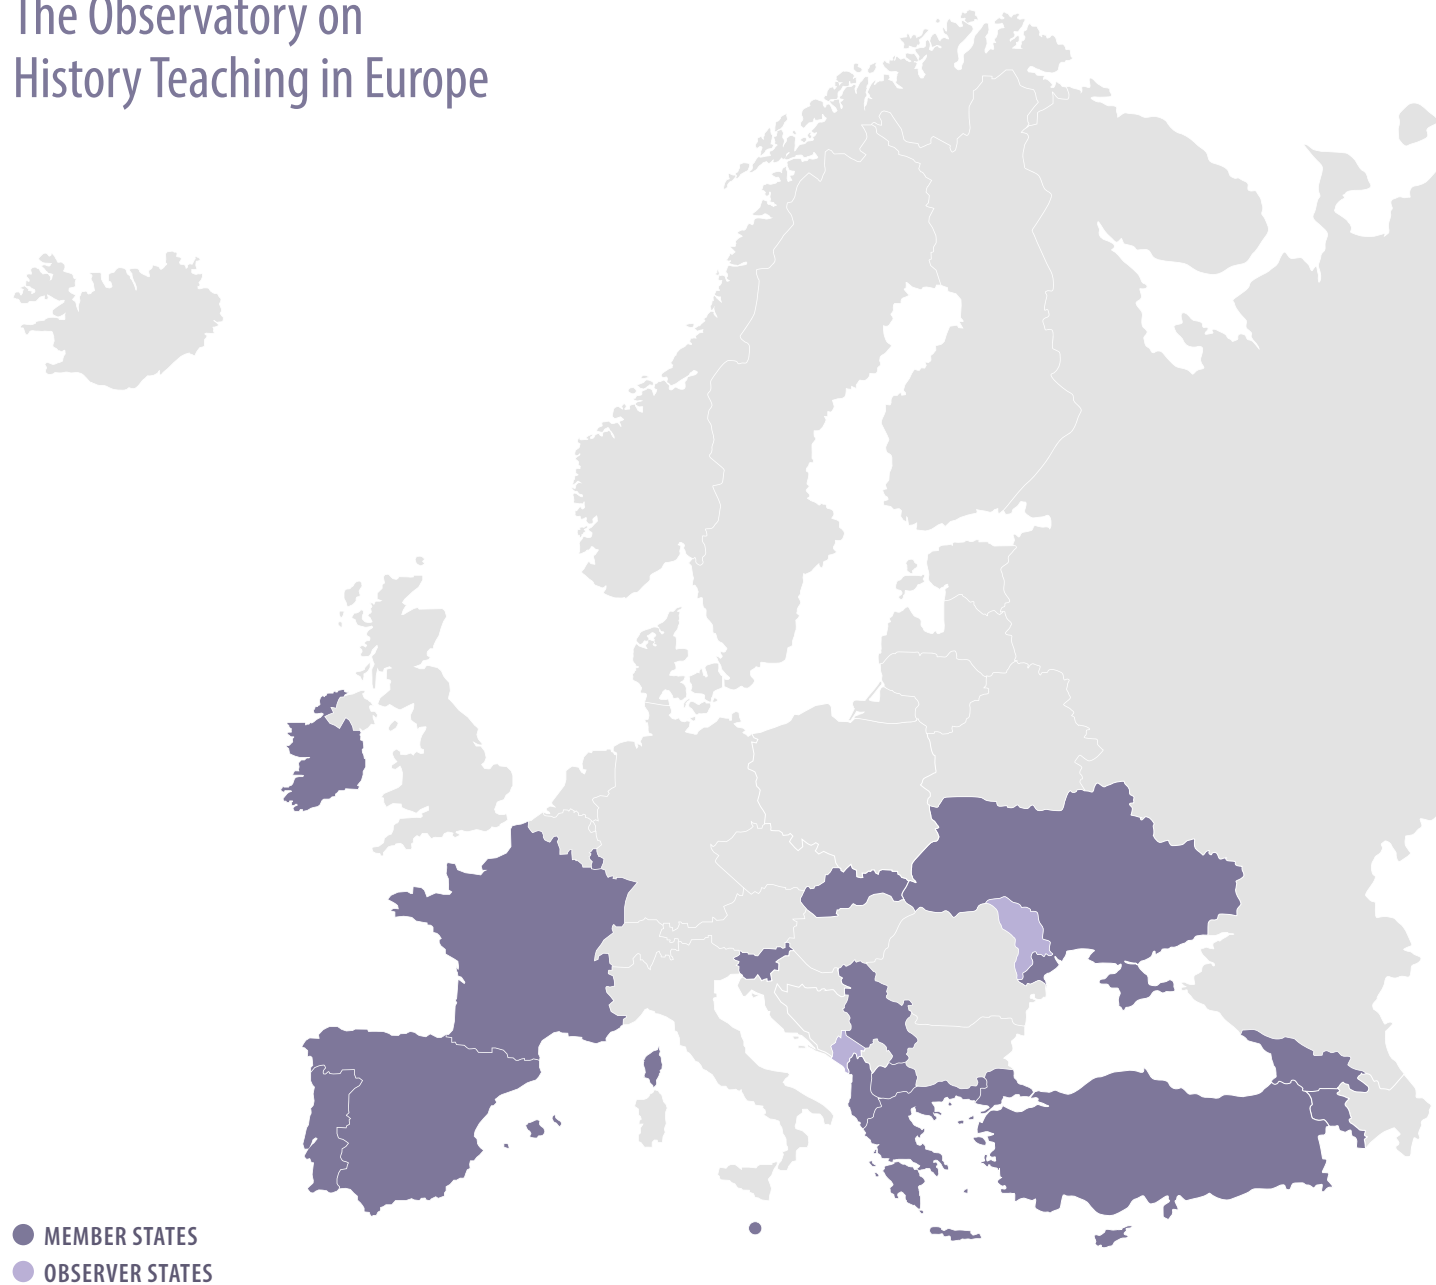 The Observatory on
History Teaching in Europe
MEMBER STATES
OBSERVER STATES